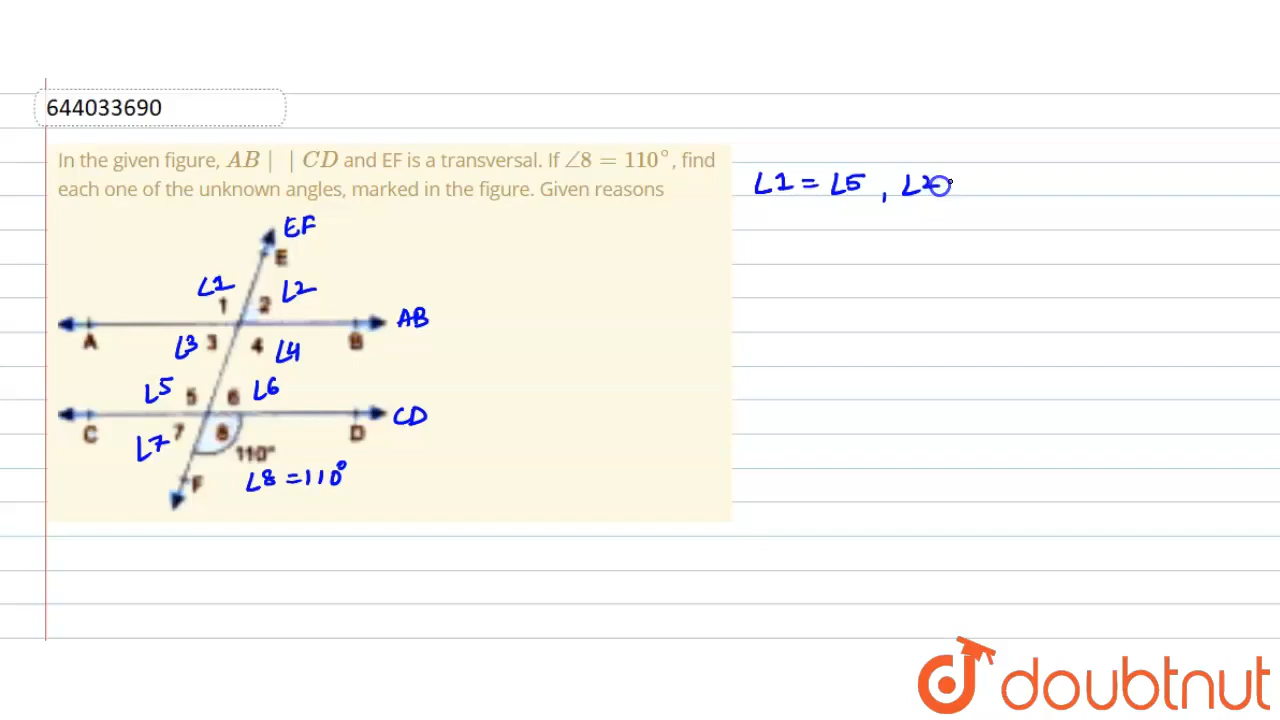 644033690
In the given figure, AB | | CD and EF is a transversal. If ∠8 = 110°, find
each one of the unknown angles, marked in the figure. Given reasons
∠1 = ∠5 , ∠2
EF
E
∠1
1 2 ∠2
AB
A B
∠3 3 4 ∠4
∠5 5 6 ∠6
CD
C D
∠7 7 8
110°
F ∠8 = 110°
doubtnut